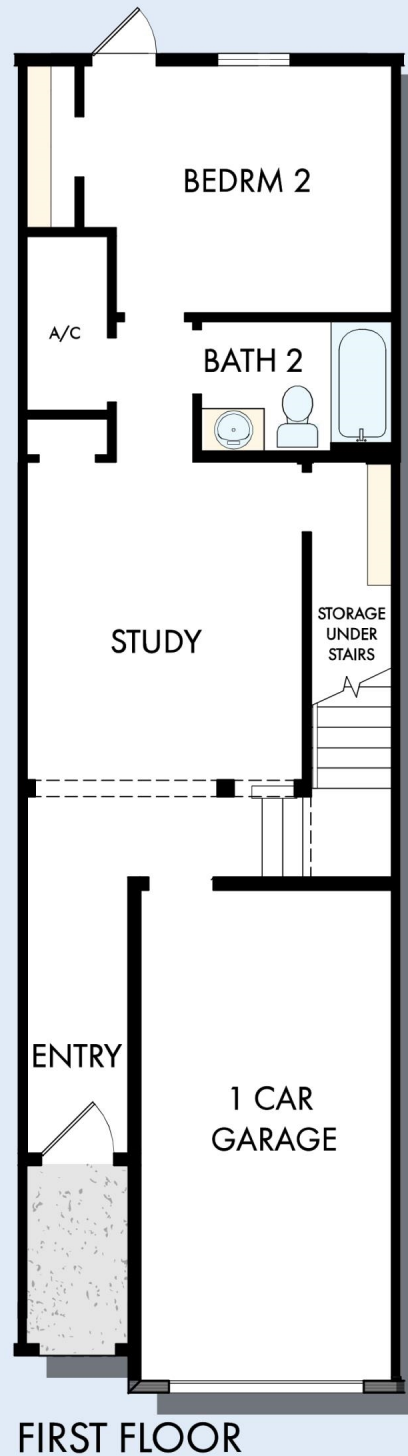 BEDRM 2
A/C
BATH 2
STUDY
STORAGE
UNDER
STAIRS
ENTRY
1 CAR
GARAGE
FIRST FLOOR